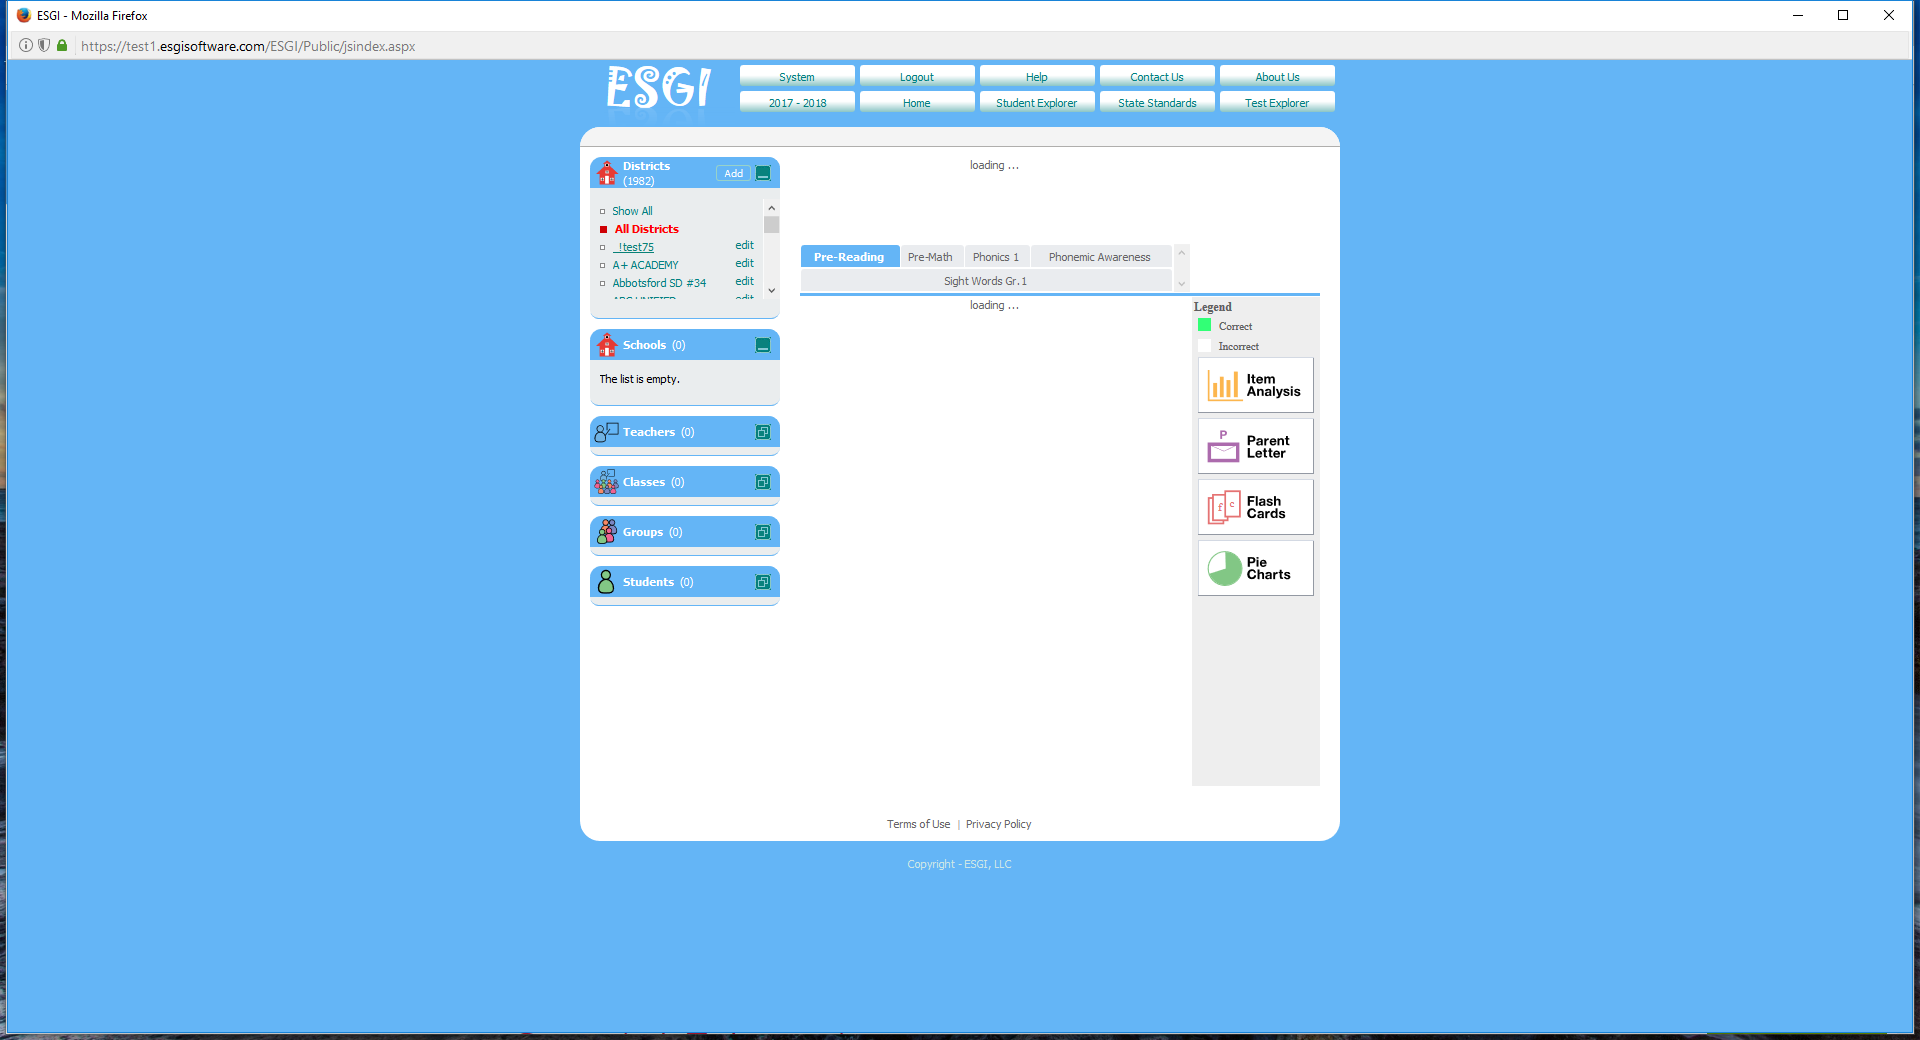 ESGI - Mozilla Firefox
https://test1.esgisoftware.com/ESGI/Public/jsindex.aspx
ESGI
System Logout Help Contact Us About Us
2017 - 2018 Home Student Explorer State Standards Test Explorer
Districts
(1982)
Add
Show All
All Districts
_!test75 edit
A+ ACADEMY edit
Abbotsford SD #34 edit
ABC UNIFIED edit
Schools (0)
The list is empty.
Teachers (0)
Classes (0)
Groups (0)
Students (0)
loading ...
Pre-Reading Pre-Math Phonics 1 Phonemic Awareness
Sight Words Gr.1
loading ...
Legend
Correct
Incorrect
Item
Analysis
P
Parent
Letter
f c
Flash
Cards
Pie
Charts
Terms of Use | Privacy Policy
Copyright - ESGI, LLC